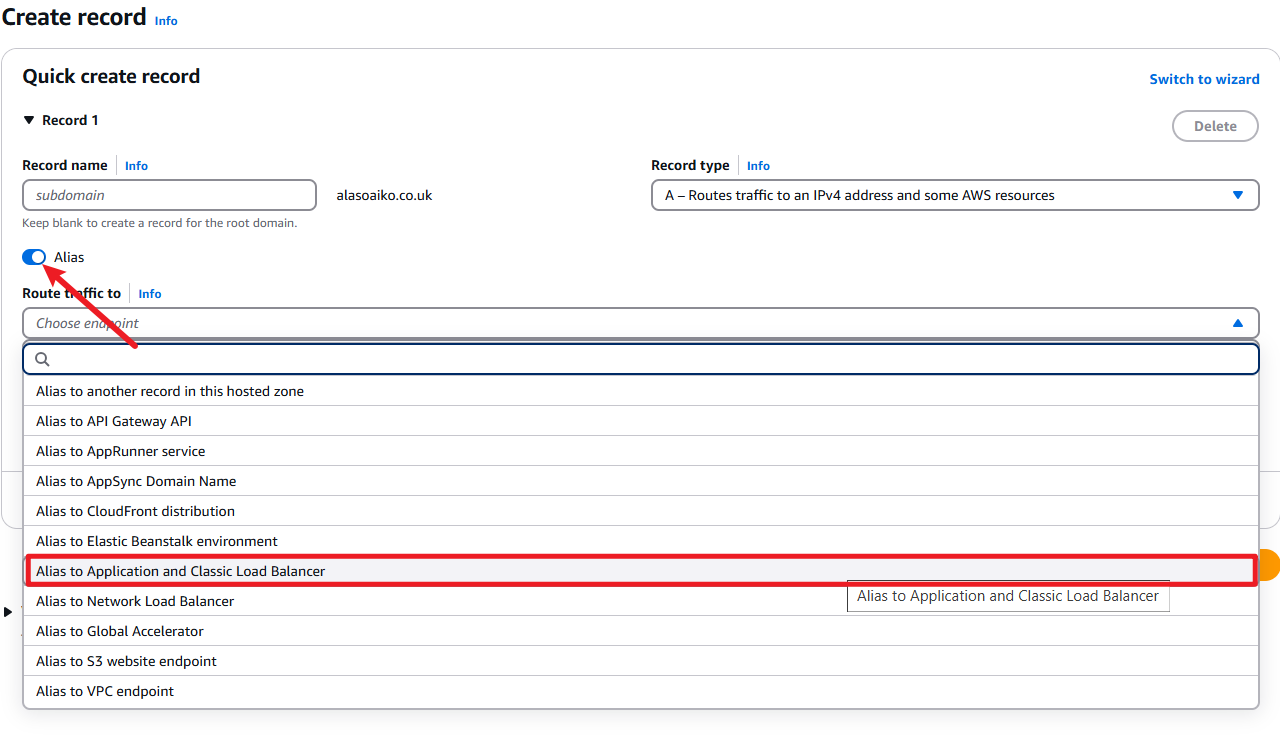 Create record Info
Quick create record
Switch to wizard
Record 1
Delete
Record name Info
Record type Info
subdomain
alasoaiko.co.uk
A – Routes traffic to an IPv4 address and some AWS resources
Keep blank to create a record for the root domain.
Alias
Route traffic to Info
Choose endpoint
Alias to another record in this hosted zone
Alias to API Gateway API
Alias to AppRunner service
Alias to AppSync Domain Name
Alias to CloudFront distribution
Alias to Elastic Beanstalk environment
Alias to Application and Classic Load Balancer
Alias to Application and Classic Load Balancer
Alias to Network Load Balancer
Alias to Global Accelerator
Alias to S3 website endpoint
Alias to VPC endpoint